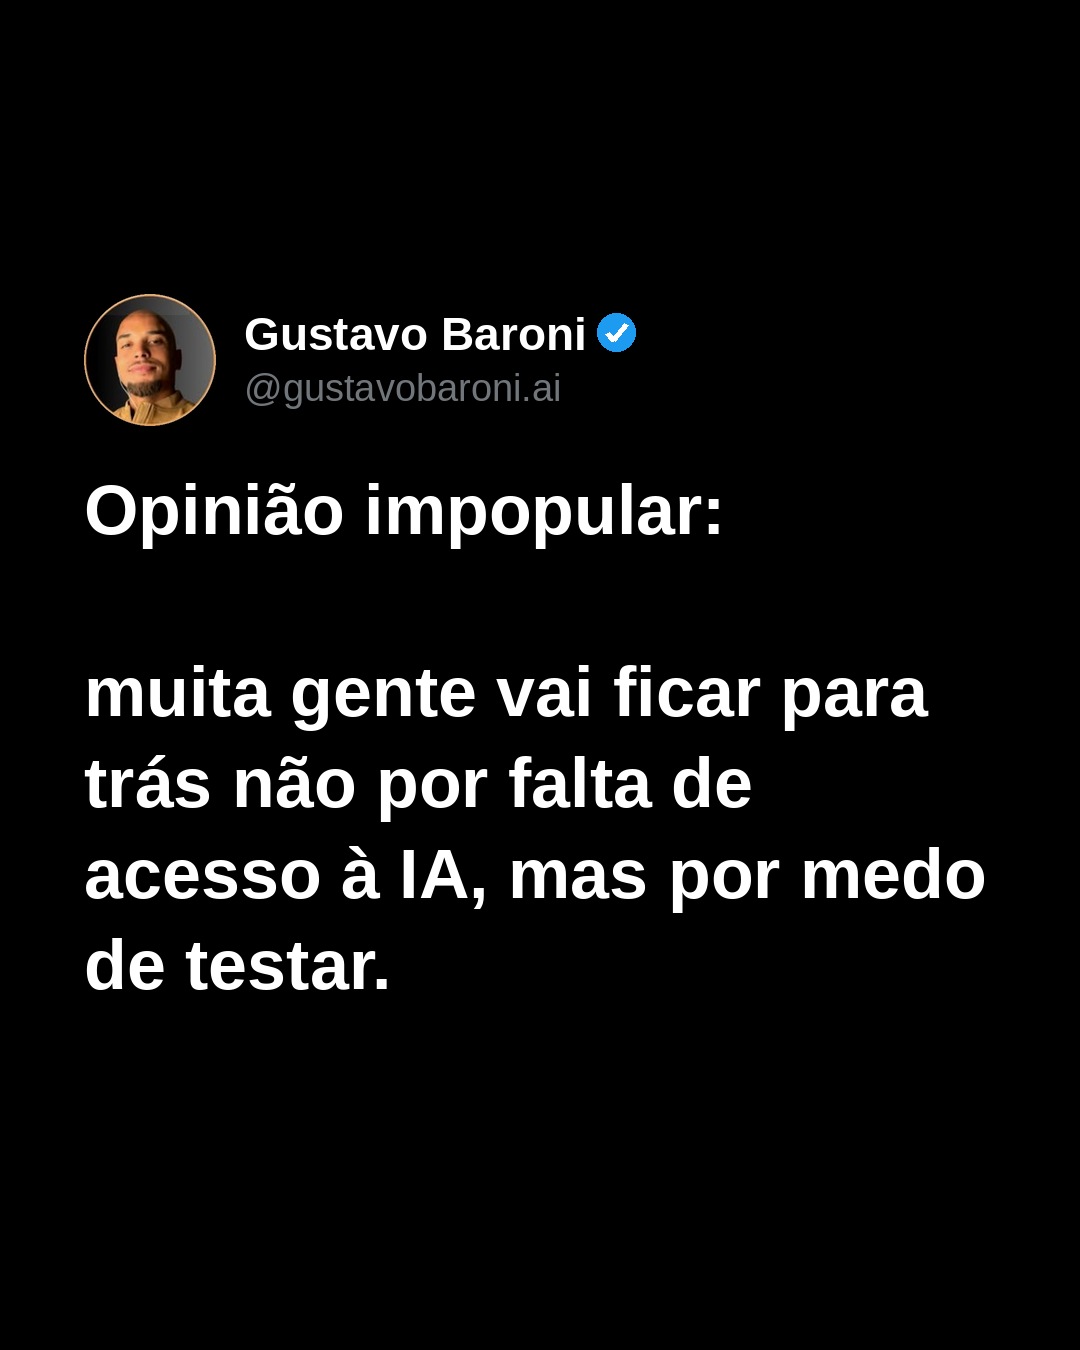 Gustavo Baroni
@gustavobaroni.ai
Opinião impopular:
muita gente vai ficar para
trás não por falta de
acesso à IA, mas por medo
de testar.